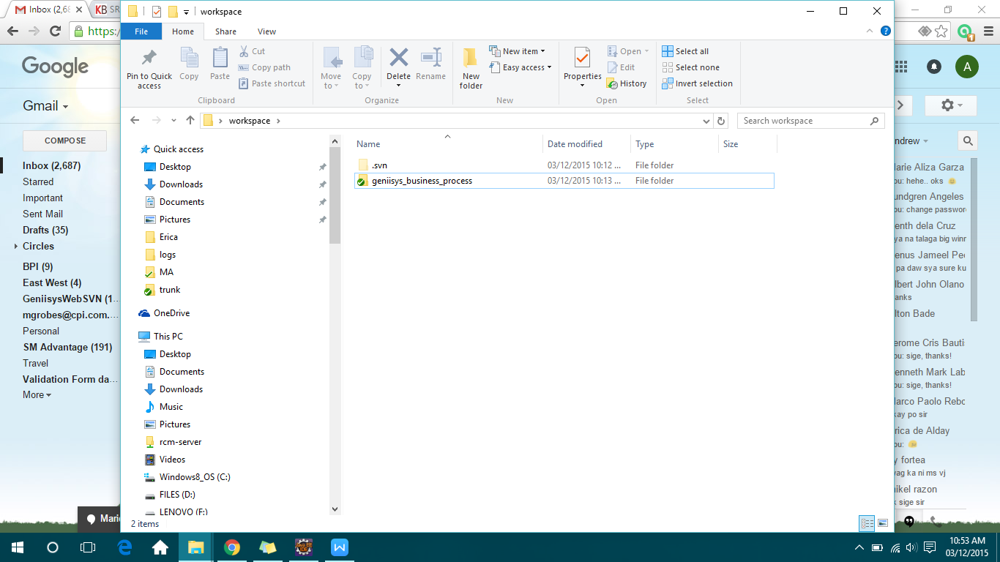 Inbox (2,68
KB SR
https:/
workspace
File
Home
Share
View
Pin to Quick access
Copy
Paste
Cut
Copy path
Paste shortcut
Clipboard
Move to
Copy to
Delete
Rename
Organize
New folder
New item
Easy access
New
Properties
Open
Edit
History
Open
Select all
Select none
Invert selection
Select
workspace
Search workspace
Google
A
Gmail
COMPOSE
Inbox (2,687)
Starred
Important
Sent Mail
Drafts (35)
Circles
BPI (9)
East West (4)
GeniisysWebSVN (1...
mgrobes@cpi.com....
Personal
SM Advantage (191)
Travel
Validation Form da...
More
Quick access
Desktop
Downloads
Documents
Pictures
Erica
logs
MA
trunk
OneDrive
This PC
Desktop
Documents
Downloads
Music
Pictures
rcm-server
Videos
Windows8_OS (C:)
FILES (D:)
LENOVO (F:)
Name
Date modified
Type
Size
.svn
03/12/2015 10:12 ...
File folder
geniisys_business_process
03/12/2015 10:13 ...
File folder
2 items
ndrew
arie Aliza Garza
ou: hehe.. oks
undgren Angeles
ou: change password
enth dela Cruz
ya na talaga big winn
enus Jameel Pe
pa daw sya sure ku
lbert John Olano
anks
lton Bade
erome Cris Bauti
ou: sige, thanks!
enneth Mark Lab
ou: sige, thanks!
arco Paolo Rebo
kay po sir
rica de Alday
ou:
y fortea
wag ka ni ms vj
ikel razon
k sige sir
Mari
10:53 AM
03/12/2015